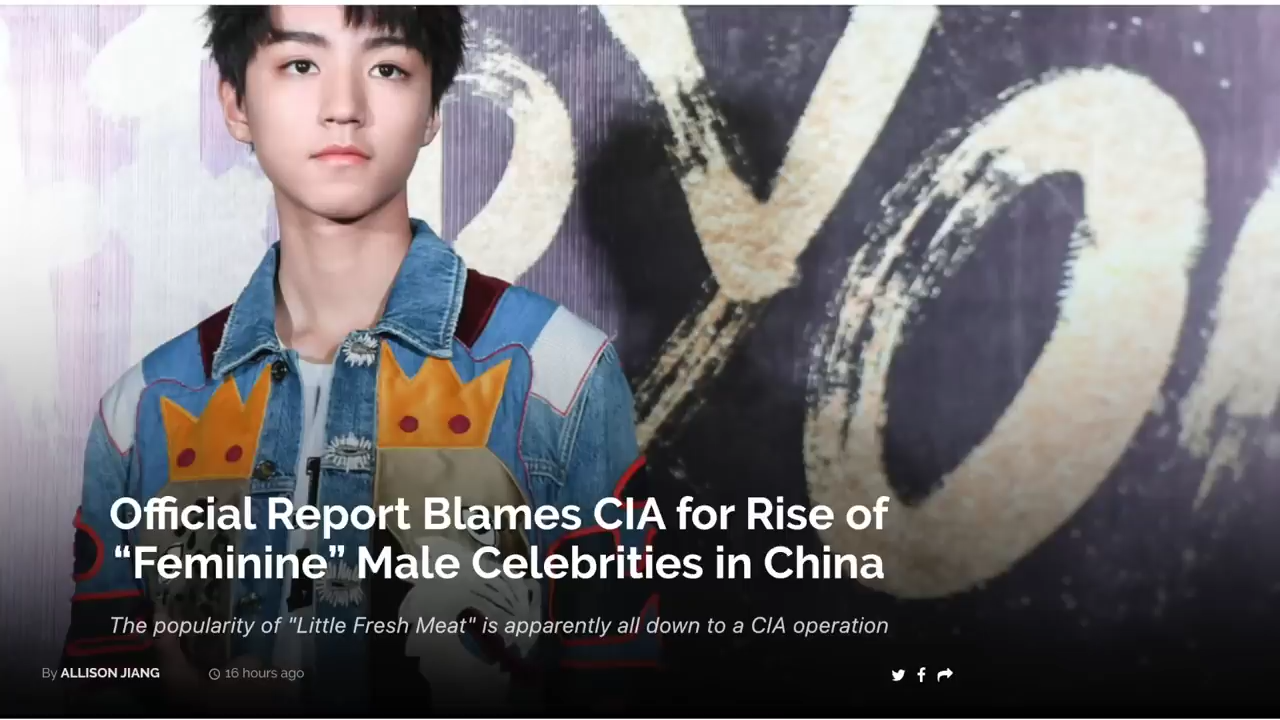 Official Report Blames CIA for Rise of
“Feminine” Male Celebrities in China
The popularity of "Little Fresh Meat" is apparently all down to a CIA operation
By ALLISON JIANG
16 hours ago